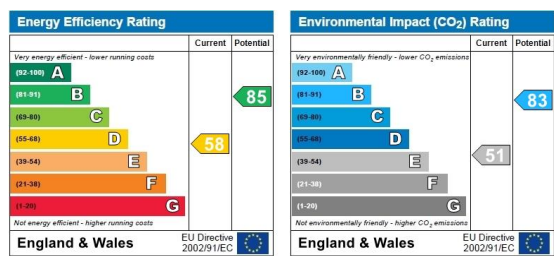 Energy Efficiency Rating
Current Potential
Very energy efficient - lower running costs
(92-100) A
(81-91) B
(69-80) C
(55-68) D
(39-54) E
(21-38) F
(1-20) G
58
85
Not energy efficient - higher running costs
England & Wales
EU Directive
2002/91/EC
Environmental Impact (CO2) Rating
Current Potential
Very environmentally friendly - lower CO2 emissions
(92-100) A
(81-91) B
(69-80) C
(55-68) D
(39-54) E
(21-38) F
(1-20) G
51
83
Not environmentally friendly - higher CO2 emissions
England & Wales
EU Directive
2002/91/EC